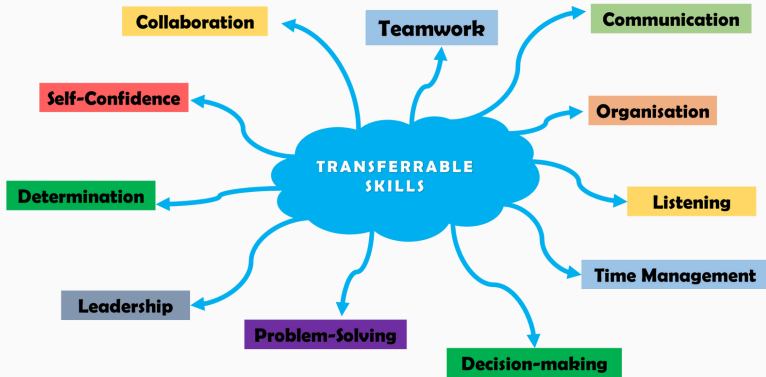 Collaboration
Teamwork
Communication
Self-Confidence
Organisation
TRANSFERRABLE
SKILLS
Determination
Listening
Time Management
Leadership
Problem-Solving
Decision-making